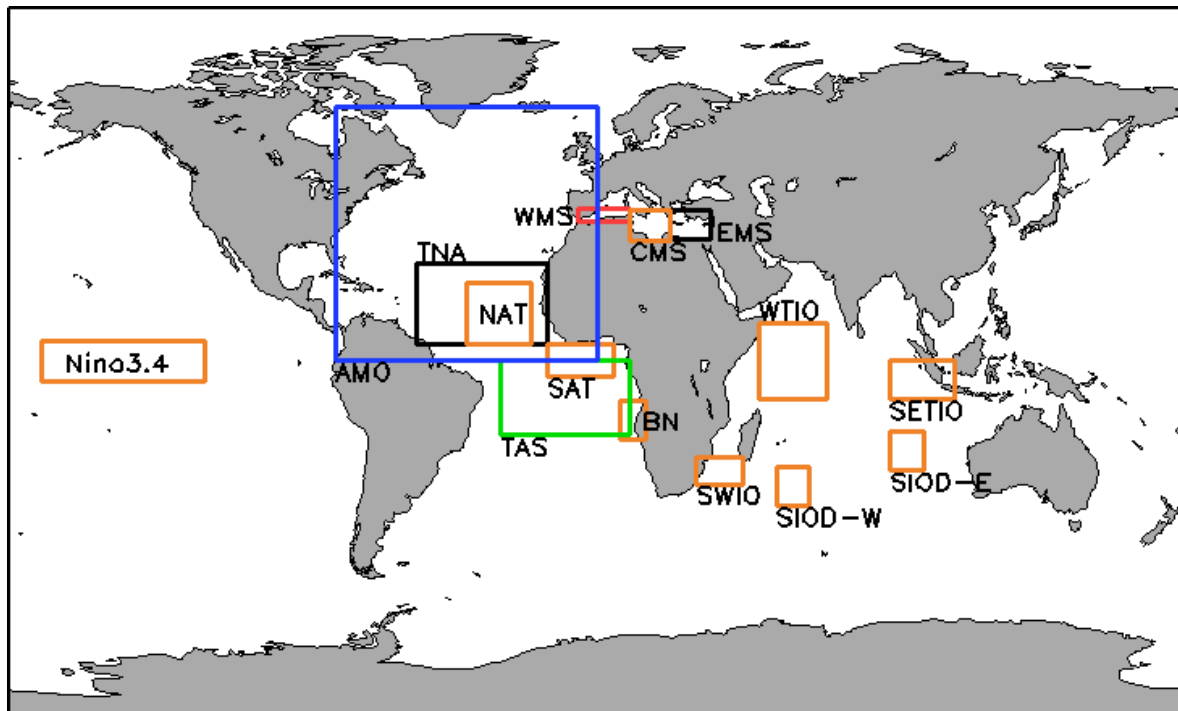 WMS
EMS
CMS
TNA
NAT
WTIO
Nino3.4
AMO
SAT
SETIO
BN
TAS
SIOD-E
SWIO
SIOD-W